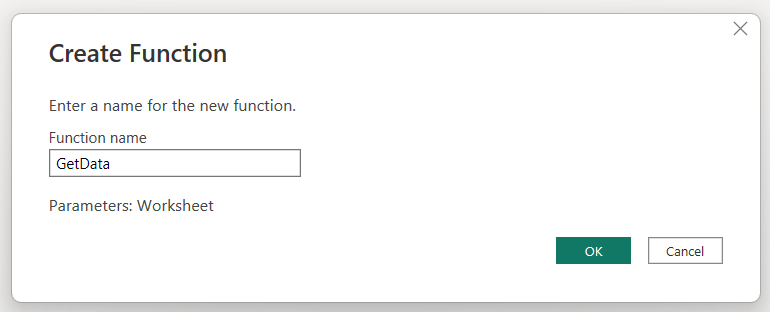 Create Function
Enter a name for the new function.
Function name
GetData
Parameters: Worksheet
OK
Cancel